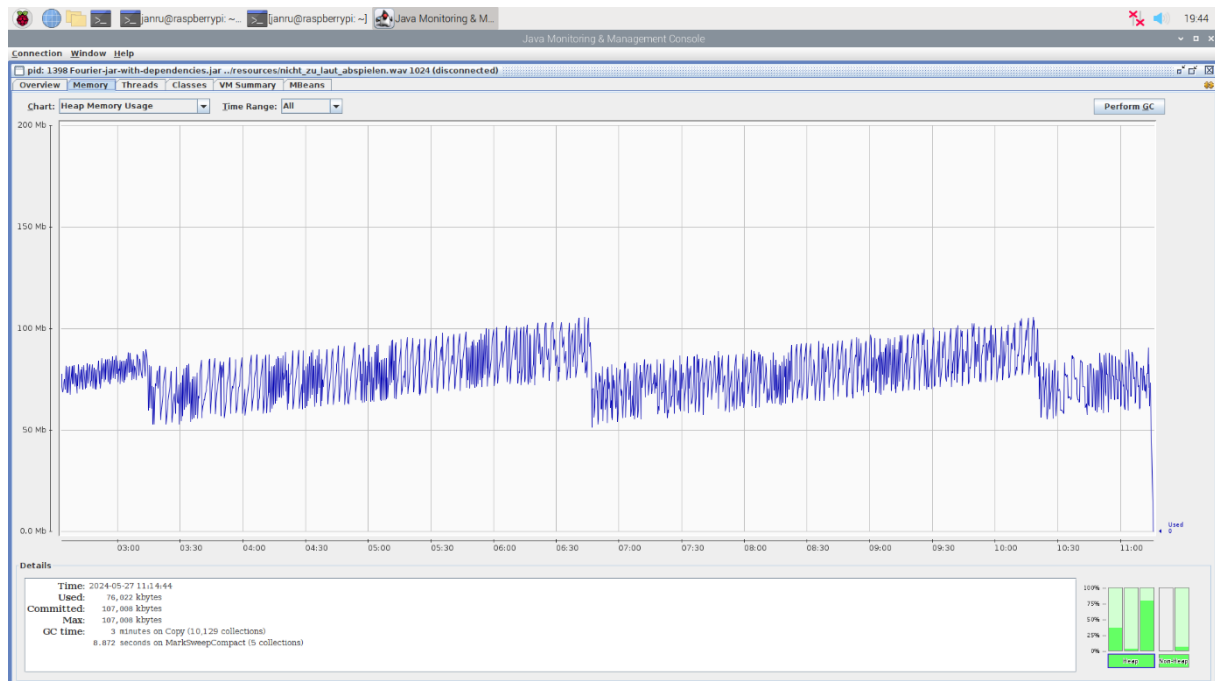 janru@raspberrypi: ~... [janru@raspberrypi: ~] Java Monitoring & M... 19:44
Java Monitoring & Management Console
Connection Window Help
pid: 1398 Fourier-jar-with-dependencies.jar ../resources/nicht_zu_laut_abspielen.wav 1024 (disconnected)
Overview Memory Threads Classes VM Summary MBeans
Chart: Heap Memory Usage Time Range: All Perform GC
200 Mb
150 Mb
100 Mb
50 Mb
0.0 Mb
Used
0
03:00 03:30 04:00 04:30 05:00 05:30 06:00 06:30 07:00 07:30 08:00 08:30 09:00 09:30 10:00 10:30 11:00
Details
Time: 2024-05-27 11:14:44
Used: 76,022 kbytes
Committed: 107,008 kbytes
Max: 107,008 kbytes
GC time: 3 minutes on Copy (10,129 collections)
0.872 seconds on MarkSweepCompact (5 collections)
100%
75%
50%
25%
0%
Heap Non-Heap